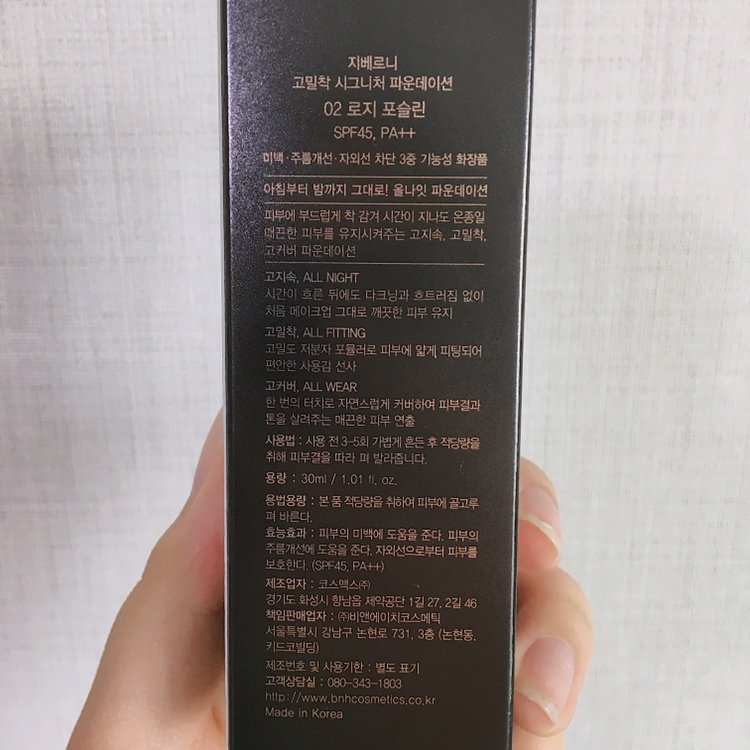 지베르니
고밀착 시그니처 파운데이션
02 로지 포슬린
SPF45, PA++
미백·주름개선·자외선 차단 3중 기능성 화장품
아침부터 밤까지 그대로! 올나잇 파운데이션
피부에 부드럽게 착 감겨 시간이 지나도 온종일
매끈한 피부를 유지시켜주는 고지속, 고밀착,
고커버 파운데이션
고지속, ALL NIGHT
시간이 흐른 뒤에도 다크닝과 흐트러짐 없이
처음 메이크업 그대로 깨끗한 피부 유지
고밀착, ALL FITTING
고밀도 저분자 포뮬러로 피부에 얇게 피팅되어
편안한 사용감 선사
고커버, ALL WEAR
한 번의 터치로 자연스럽게 커버하여 피부결과
톤을 살려주는 매끈한 피부 연출
사용법 : 사용 전 3-5회 가볍게 흔든 후 적당량을
취해 피부결을 따라 펴 발라줍니다.
용량 : 30ml / 1.01 fl. oz.
용법용량 : 본 품 적당량을 취하여 피부에 골고루
펴 바른다.
효능효과 : 피부의 미백에 도움을 준다. 피부의
주름개선에 도움을 준다. 자외선으로부터 피부를
보호한다. (SPF45, PA++)
제조업자 : 코스맥스㈜
경기도 화성시 향남읍 제약공단 1길 27, 2길 46
책임판매업자 : ㈜비앤에이치코스메틱
서울특별시 강남구 논현로 731, 3층 (논현동,
키드코빌딩)
제조번호 및 사용기한 : 별도 표기
고객상담실 : 080-343-1803
http://www.bnhcosmetics.co.kr
Made in Korea